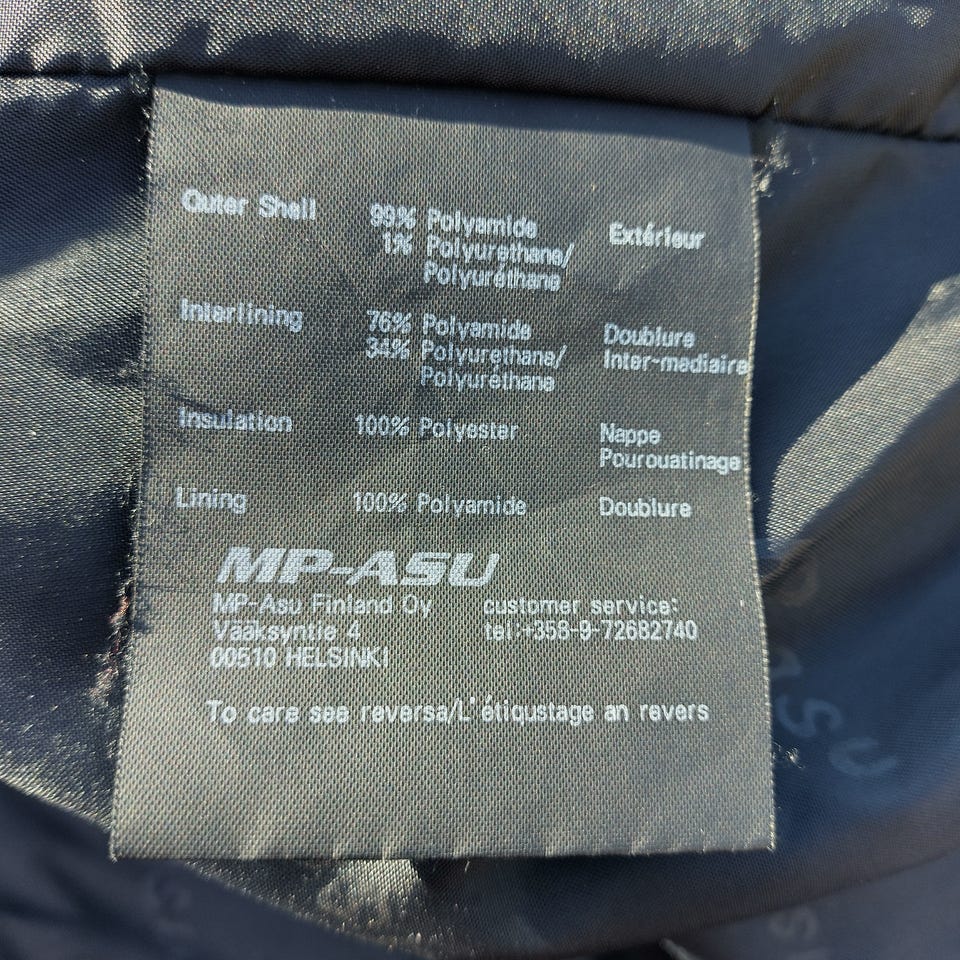 Outer Shell 99% Polyamide Extérieur
1% Polyurethane/
Polyuréthane
Interlining 76% Polyamide Doublure
34% Polyurethane/ Inter-mediaire
Polyuréthane
Insulation 100% Polyester Nappe
Pourouatinage
Lining 100% Polyamide Doublure
MP-ASU
MP-Asu Finland Oy customer service:
Vääksyntie 4 tel:+358-9-72682740
00510 HELSINKI
To care see reversa/L'étiqustage an revers
ASU